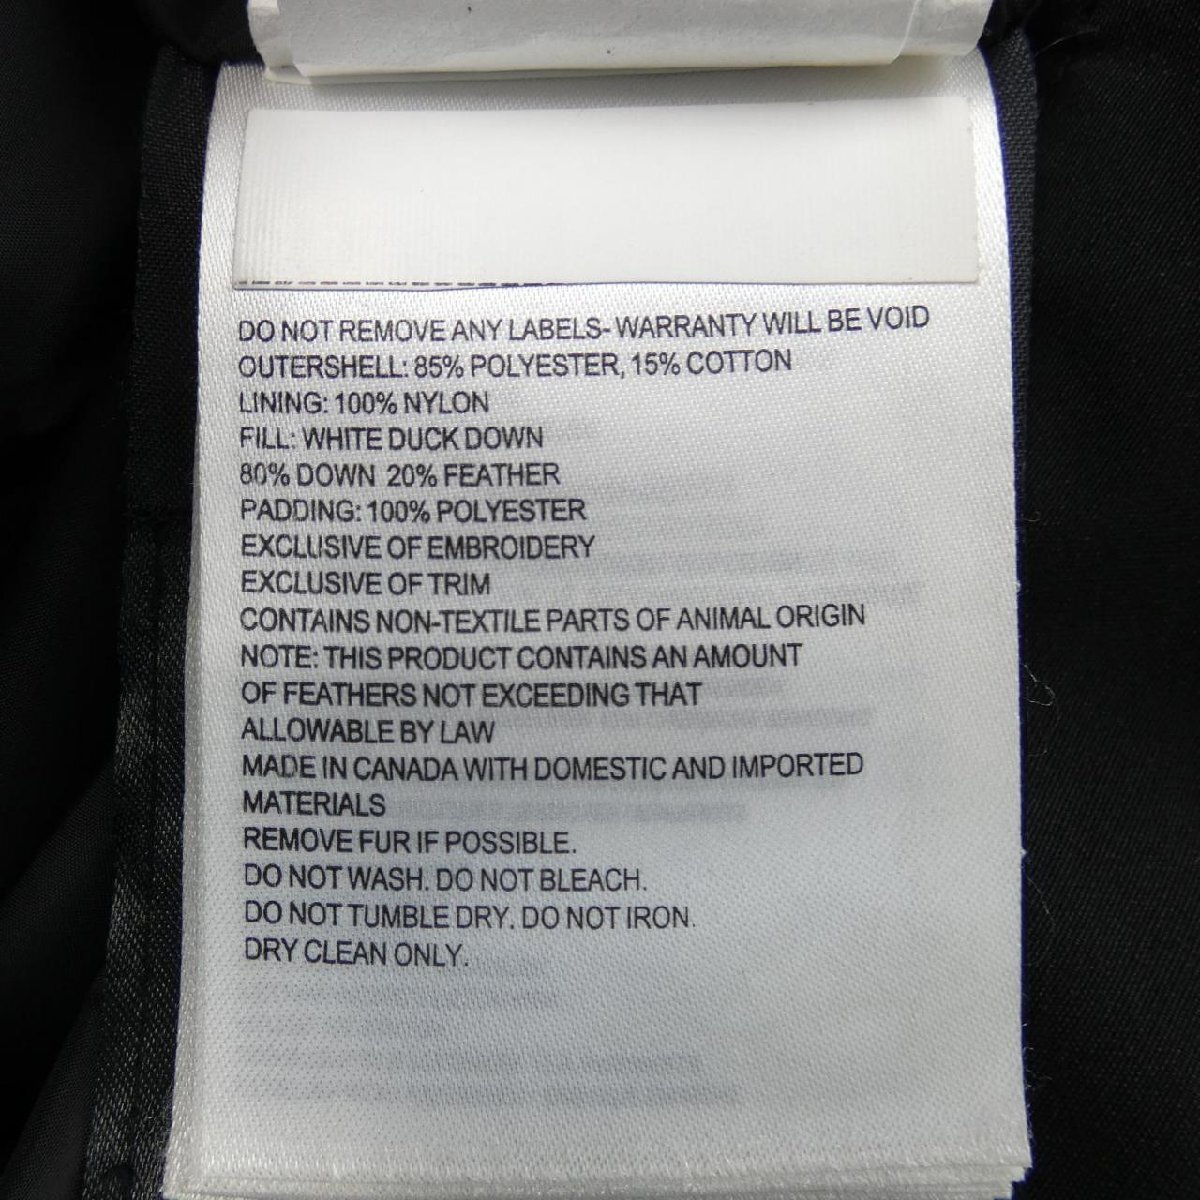 DO NOT REMOVE ANY LABELS- WARRANTY WILL BE VOID
OUTERSHELL: 85% POLYESTER, 15% COTTON
LINING: 100% NYLON
FILL: WHITE DUCK DOWN
80% DOWN 20% FEATHER
PADDING: 100% POLYESTER
EXCLUSIVE OF EMBROIDERY
EXCLUSIVE OF TRIM
CONTAINS NON-TEXTILE PARTS OF ANIMAL ORIGIN
NOTE: THIS PRODUCT CONTAINS AN AMOUNT
OF FEATHERS NOT EXCEEDING THAT
ALLOWABLE BY LAW
MADE IN CANADA WITH DOMESTIC AND IMPORTED
MATERIALS
REMOVE FUR IF POSSIBLE.
DO NOT WASH. DO NOT BLEACH.
DO NOT TUMBLE DRY. DO NOT IRON.
DRY CLEAN ONLY.